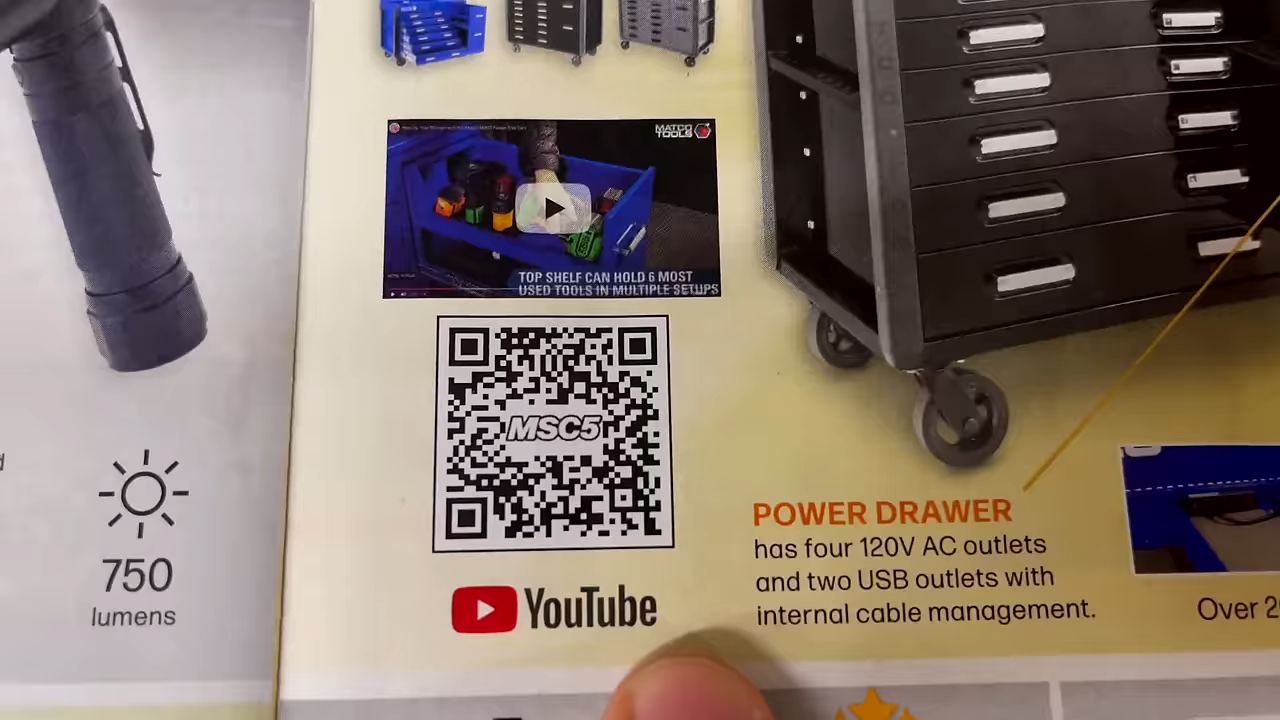 MATCO
TOOLS
TOP SHELF CAN HOLD 6 MOST
USED TOOLS IN MULTIPLE SETUPS
MSC5
YouTube
750
lumens
POWER DRAWER
has four 120V AC outlets
and two USB outlets with
internal cable management.
Over